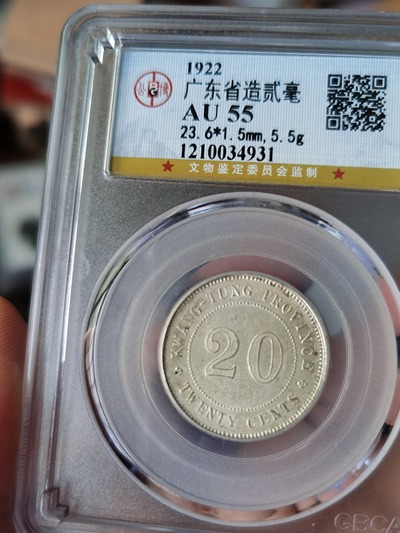 1922
广东省造贰毫
AU 55
23.6*1.5mm,5.5g
1210034931
文物鉴定委员会监制
KWANG-TUNG PROVINCE
20
TWENTY CENTS
GBCA